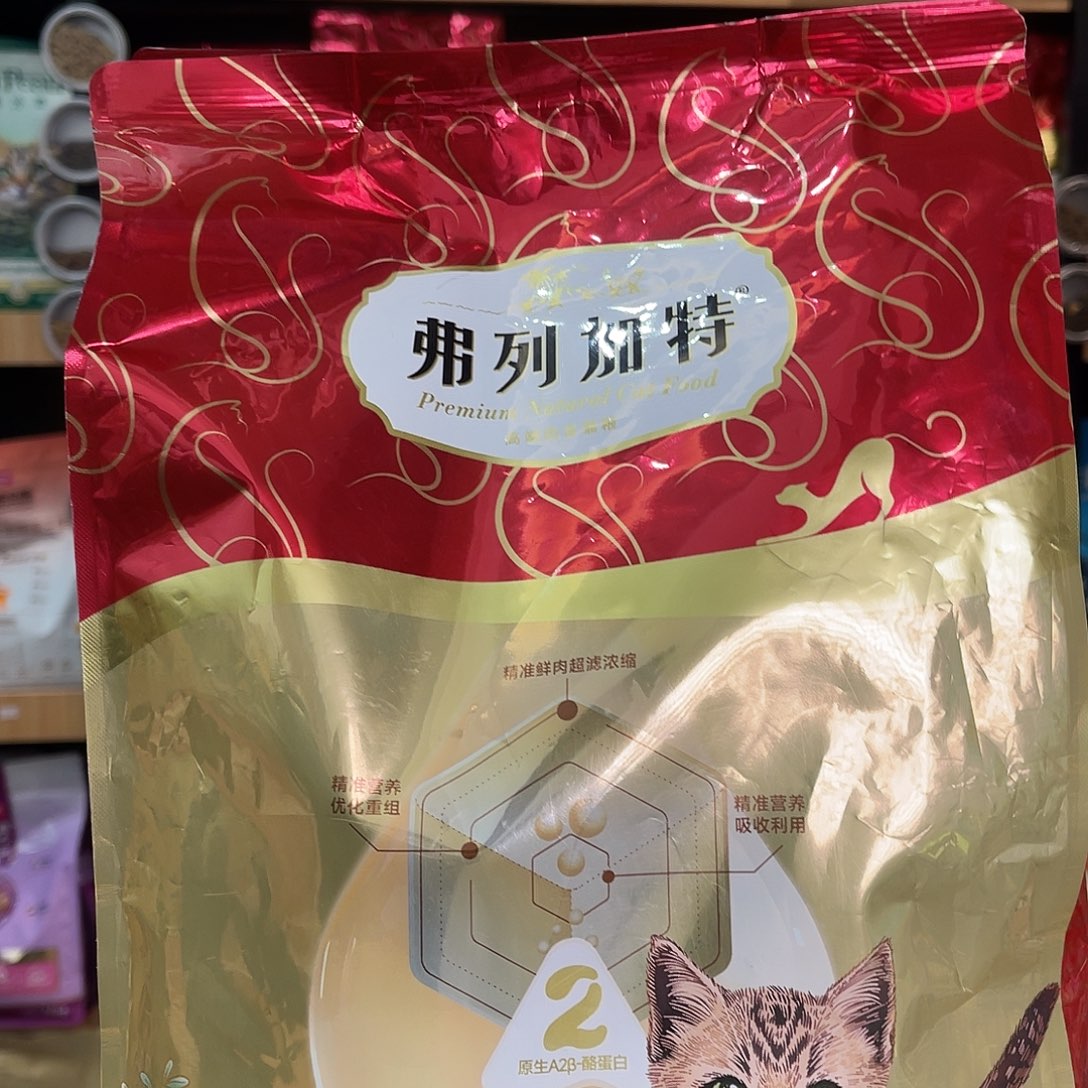 弗列加特®
Premium Natural Cat Food
精准鲜肉超滤浓缩
精准营养
优化重组
精准营养
吸收利用
2
原生A2β-酪蛋白